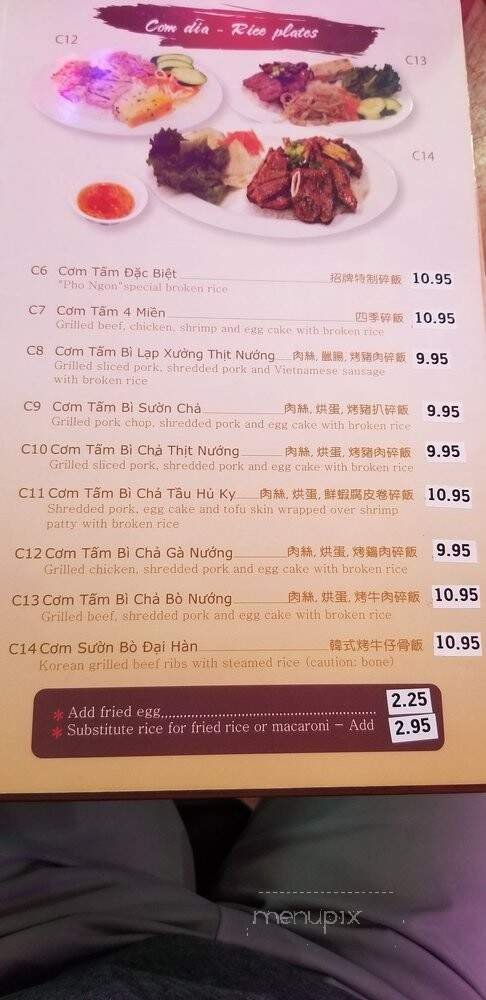 Cơm dĩa - Rice plates
C12
C13
C14
C6 Cơm Tấm Đặc Biệt 招牌特制碎飯 10.95
"Pho Ngon"special broken rice
C7 Cơm Tấm 4 Miền 四季碎飯 10.95
Grilled beef, chicken, shrimp and egg cake with broken rice
C8 Cơm Tấm Bì Lạp Xường Thịt Nướng 肉絲, 臘腸, 烤豬肉碎飯 9.95
Grilled sliced pork, shredded pork and Vietnamese sausage
with broken rice
C9 Cơm Tấm Bì Sườn Chả 肉絲, 烘蛋, 烤豬扒碎飯 9.95
Grilled pork chop, shredded pork and egg cake with broken rice
C10 Cơm Tấm Bì Chả Thịt Nướng 肉絲, 烘蛋, 烤豬肉碎飯 9.95
Grilled sliced pork, shredded pork and egg cake with broken rice
C11 Cơm Tấm Bì Chả Tầu Hủ Ky 肉絲, 烘蛋, 鮮蝦腐皮卷碎飯 10.95
Shredded pork, egg cake and tofu skin wrapped over shrimp
patty with broken rice
C12 Cơm Tấm Bì Chả Gà Nướng 肉絲, 烘蛋, 烤鷄肉碎飯 9.95
Grilled chicken, shredded pork and egg cake with broken rice
C13 Cơm Tấm Bì Chả Bò Nướng 肉絲, 烘蛋, 烤牛肉碎飯 10.95
Grilled beef, shredded pork and egg cake with broken rice
C14 Cơm Sườn Bò Đại Hàn 韓式烤牛仔骨飯 10.95
Korean grilled beef ribs with steamed rice (caution: bone)
* Add fried egg 2.25
* Substitute rice for fried rice or macaroni - Add 2.95
menupix